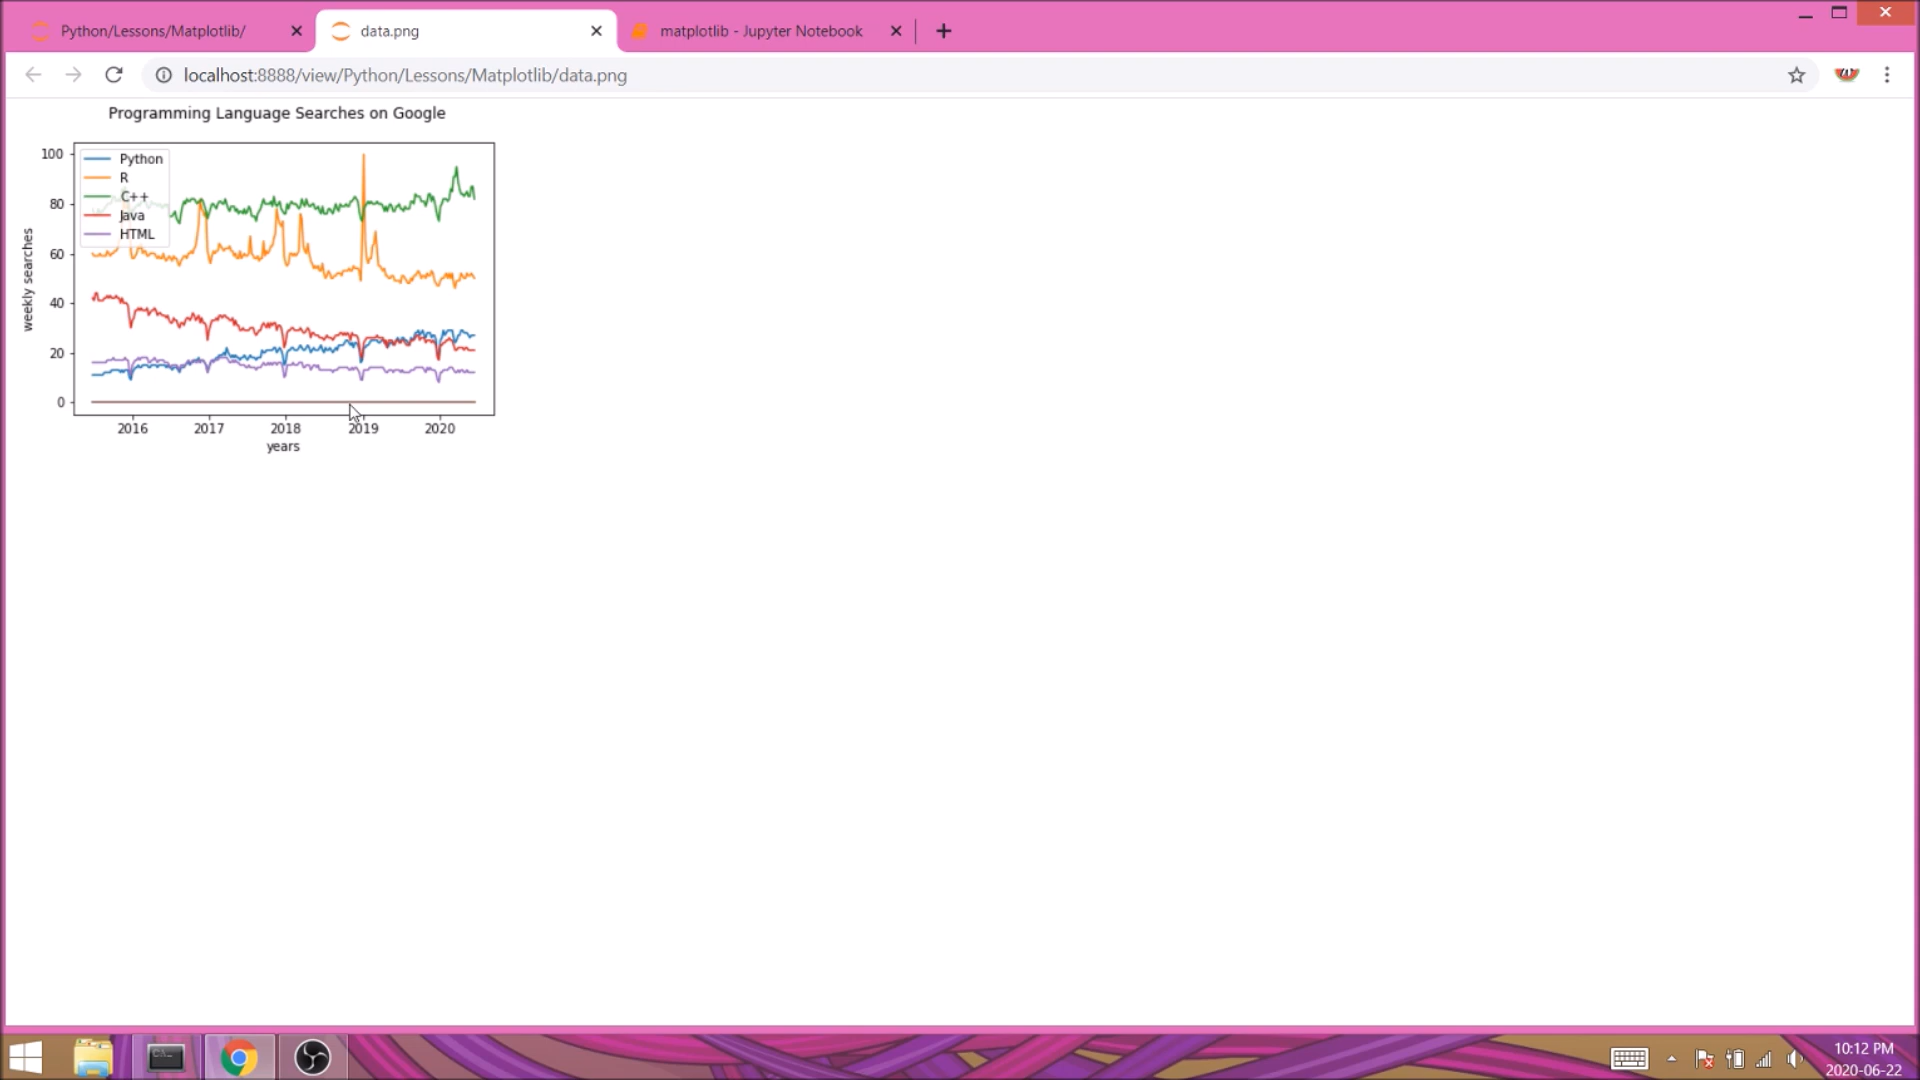 Python/Lessons/Matplotlib/
data.png
matplotlib - Jupyter Notebook
localhost:8888/view/Python/Lessons/Matplotlib/data.png
Programming Language Searches on Google
100
80
60
40
20
0
weekly searches
Python
R
C++
Java
HTML
2016 2017 2018 2019 2020
years
10:12 PM
2020-06-22